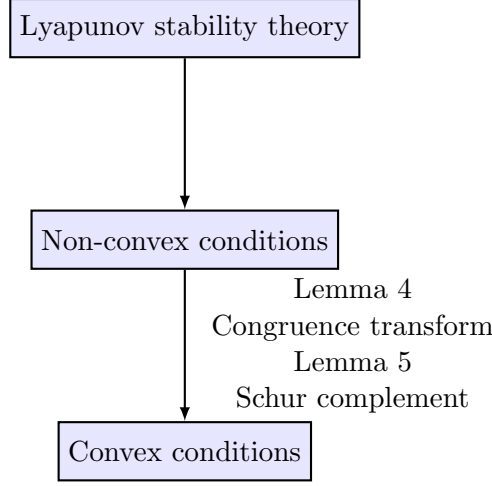 Lyapunov stability theory
Non-convex conditions
Lemma 4
Congruence transform
Lemma 5
Schur complement
Convex conditions